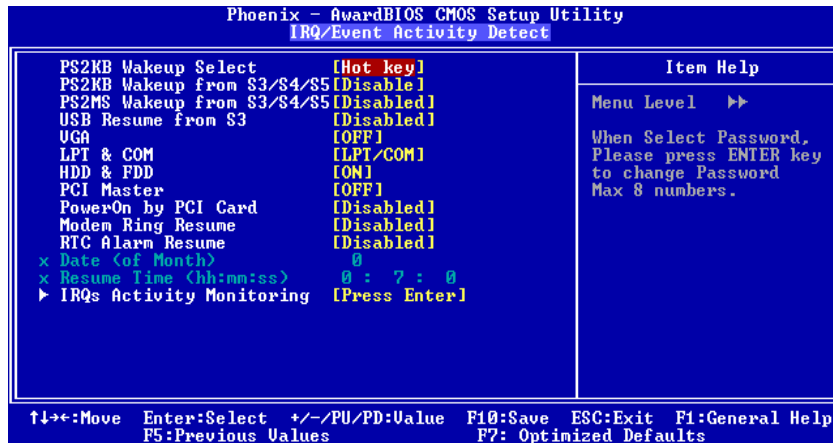 Phoenix - AwardBIOS CMOS Setup Utility
IRQ/Event Activity Detect
PS2KB Wakeup Select [Hot key]
PS2KB Wakeup from S3/S4/S5[Disable]
PS2MS Wakeup from S3/S4/S5[Disabled]
USB Resume from S3 [Disabled]
VGA [OFF]
LPT & COM [LPT/COM]
HDD & FDD [ON]
PCI Master [OFF]
PowerOn by PCI Card [Disabled]
Modem Ring Resume [Disabled]
RTC Alarm Resume [Disabled]
x Date (of Month) 0
x Resume Time (hh:mm:ss) 0 : 7 : 0
▶ IRQs Activity Monitoring [Press Enter]
Item Help
Menu Level ▶▶
When Select Password,
Please press ENTER key
to change Password
Max 8 numbers.
↑↓→←:Move Enter:Select +/-/PU/PD:Value F10:Save ESC:Exit F1:General Help
F5:Previous Values F7: Optimized Defaults